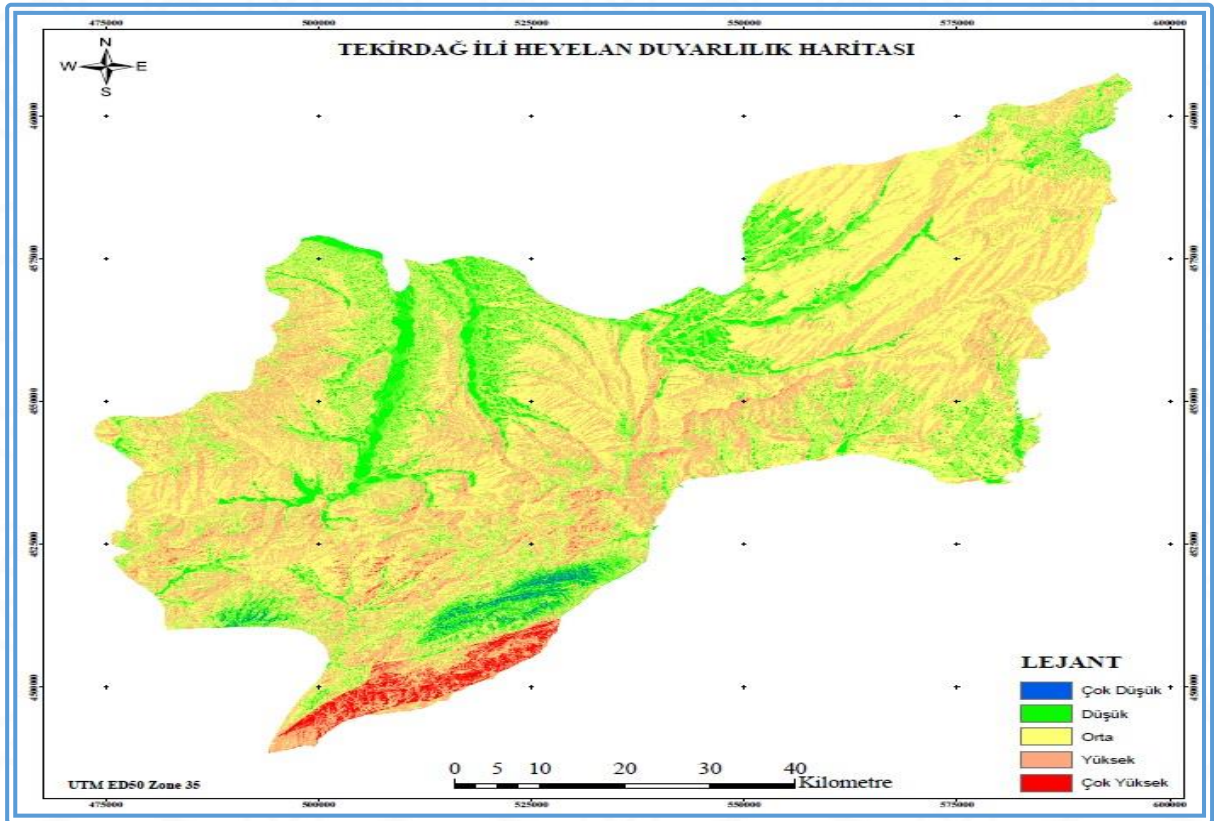 475000 500000 525000 550000 575000 600000
TEKİRDAĞ İLİ HEYELAN DUYARLILIK HARİTASI
N
W E
S
LEJANT
Çok Düşük
Düşük
Orta
Yüksek
Çok Yüksek
0 5 10 20 30 40
Kilometre
UTM ED50 Zone 35
475000 500000 525000 550000 575000 600000